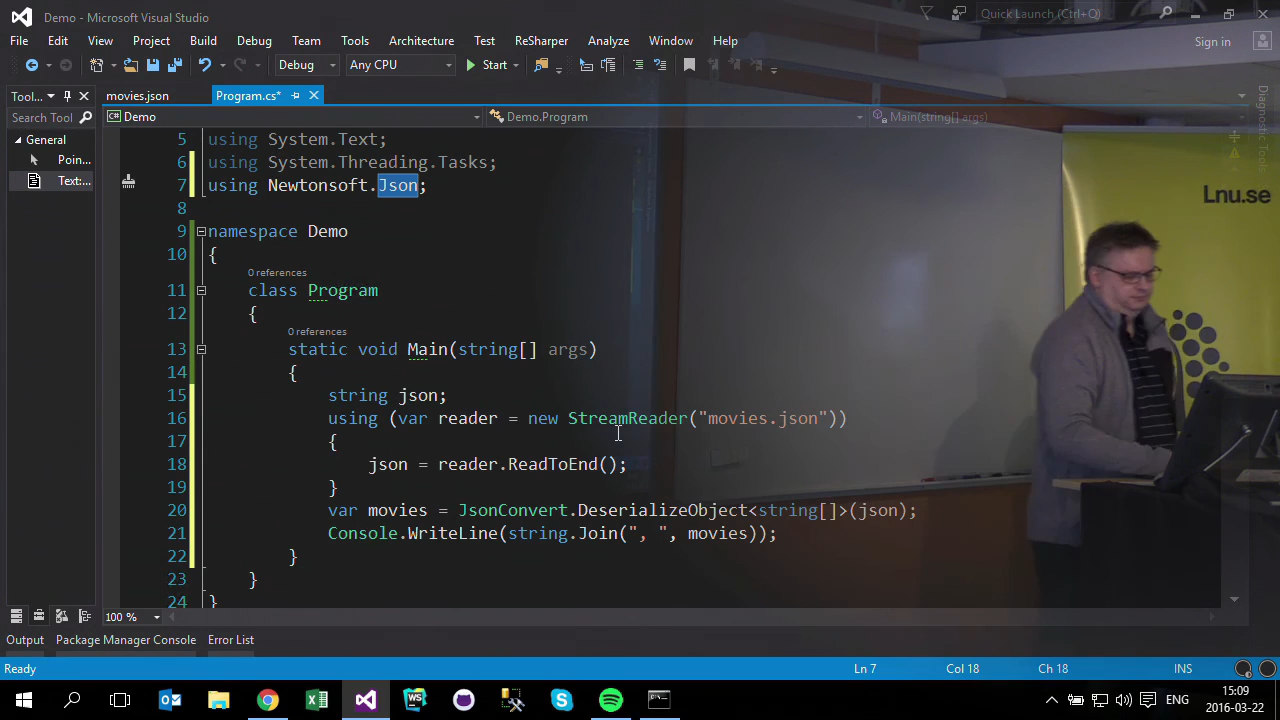 Demo - Microsoft Visual Studio
Quick Launch (Ctrl+Q)
File Edit View Project Build Debug Team Tools Architecture Test ReSharper Analyze Window Help
Sign in
Debug Any CPU Start
Tool... movies.json Program.cs*
Search Tool Demo Demo.Program Main(string[] args)
Diagnostic Tools
General
Poin...
Text:...
5 using System.Text;
6 using System.Threading.Tasks;
7 using Newtonsoft.Json;
Lnu.se
8
9 namespace Demo
10 {
0 references
11 class Program
12 {
0 references
13 static void Main(string[] args)
14 {
15 string json;
16 using (var reader = new StreamReader("movies.json"))
17 {
18 json = reader.ReadToEnd();
19 }
20 var movies = JsonConvert.DeserializeObject<string[]>(json);
21 Console.WriteLine(string.Join(", ", movies));
22 }
23 }
24 }
100 %
Output Package Manager Console Error List
Ready Ln 7 Col 18 Ch 18 INS
ENG 15:09
2016-03-22